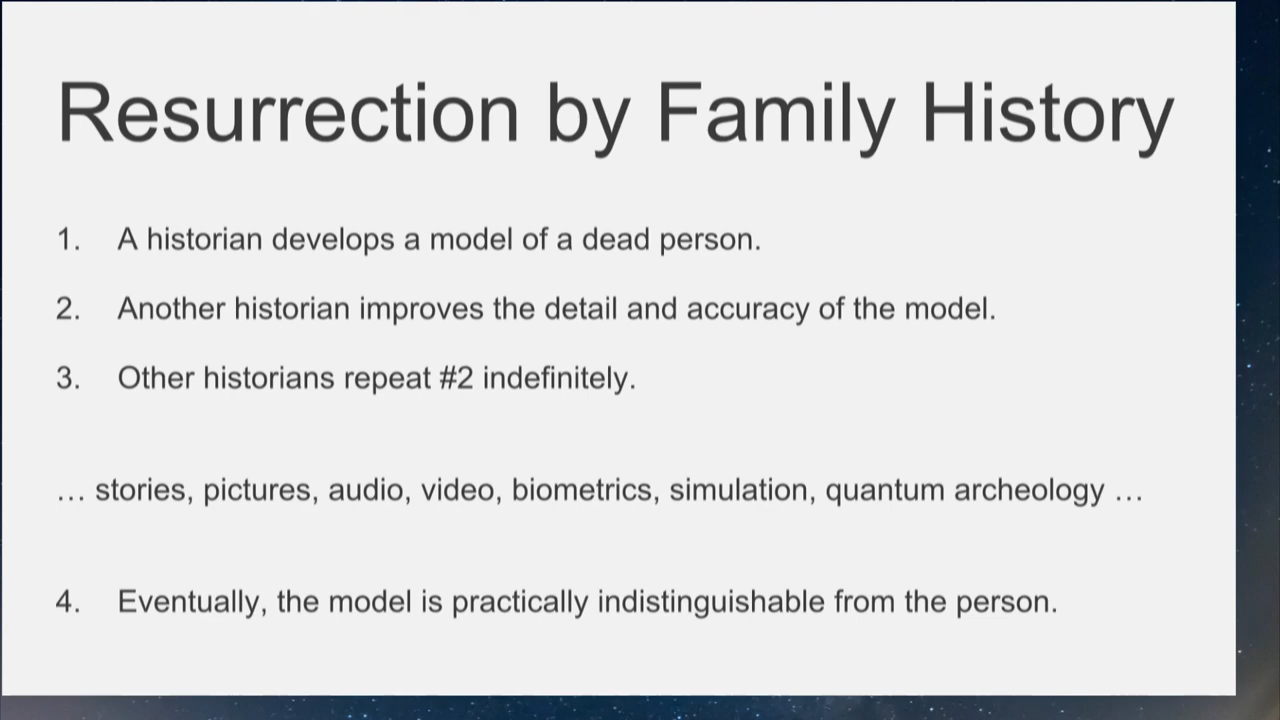 Resurrection by Family History
1. A historian develops a model of a dead person.
2. Another historian improves the detail and accuracy of the model.
3. Other historians repeat #2 indefinitely.
… stories, pictures, audio, video, biometrics, simulation, quantum archeology …
4. Eventually, the model is practically indistinguishable from the person.